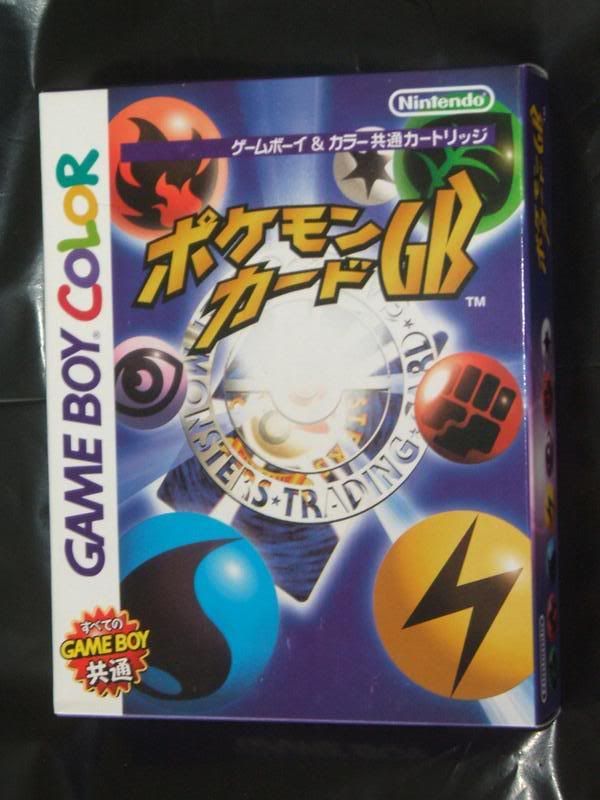 Nintendo
ゲームボーイ & カラー共通カートリッジ
ポケモン
カードGB
TM
MONSTERS★TRADING★CARD★GA
GAME BOY COLOR
すべての
GAME BOY
共通